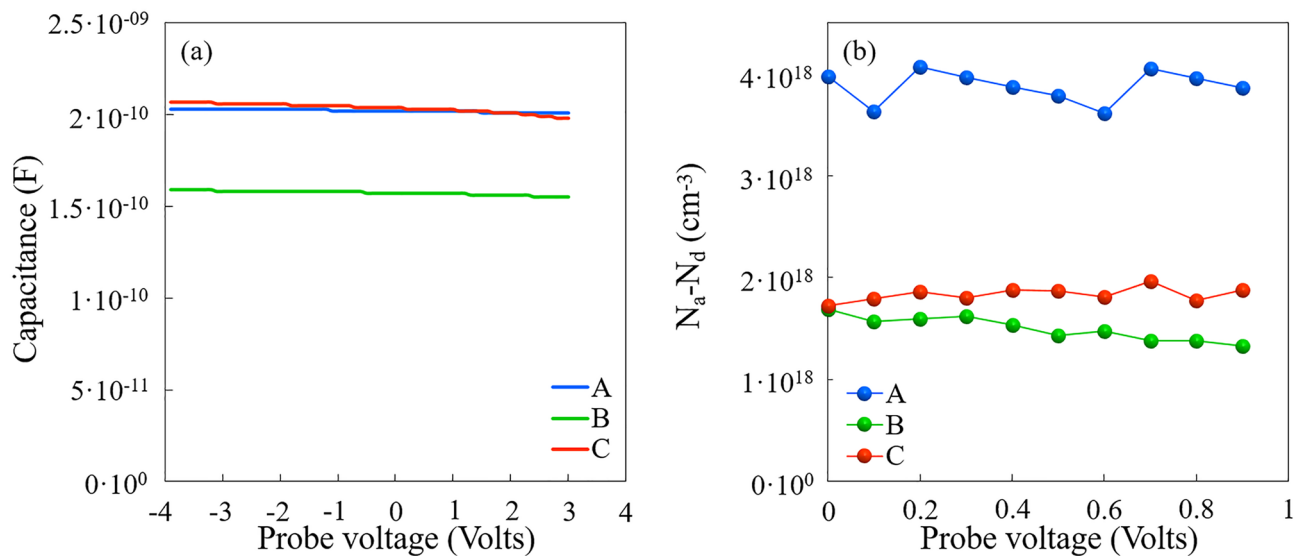 2.5·10⁻⁰⁹
2·10⁻¹⁰
1.5·10⁻¹⁰
1·10⁻¹⁰
5·10⁻¹¹
0·10⁰
Capacitance (F)
(a)
A
B
C
-4 -3 -2 -1 0 1 2 3 4
Probe voltage (Volts)
4·10¹⁸
3·10¹⁸
2·10¹⁸
1·10¹⁸
0·10⁰
Nₐ-N_d (cm⁻³)
(b)
A
B
C
0 0.2 0.4 0.6 0.8 1
Probe voltage (Volts)